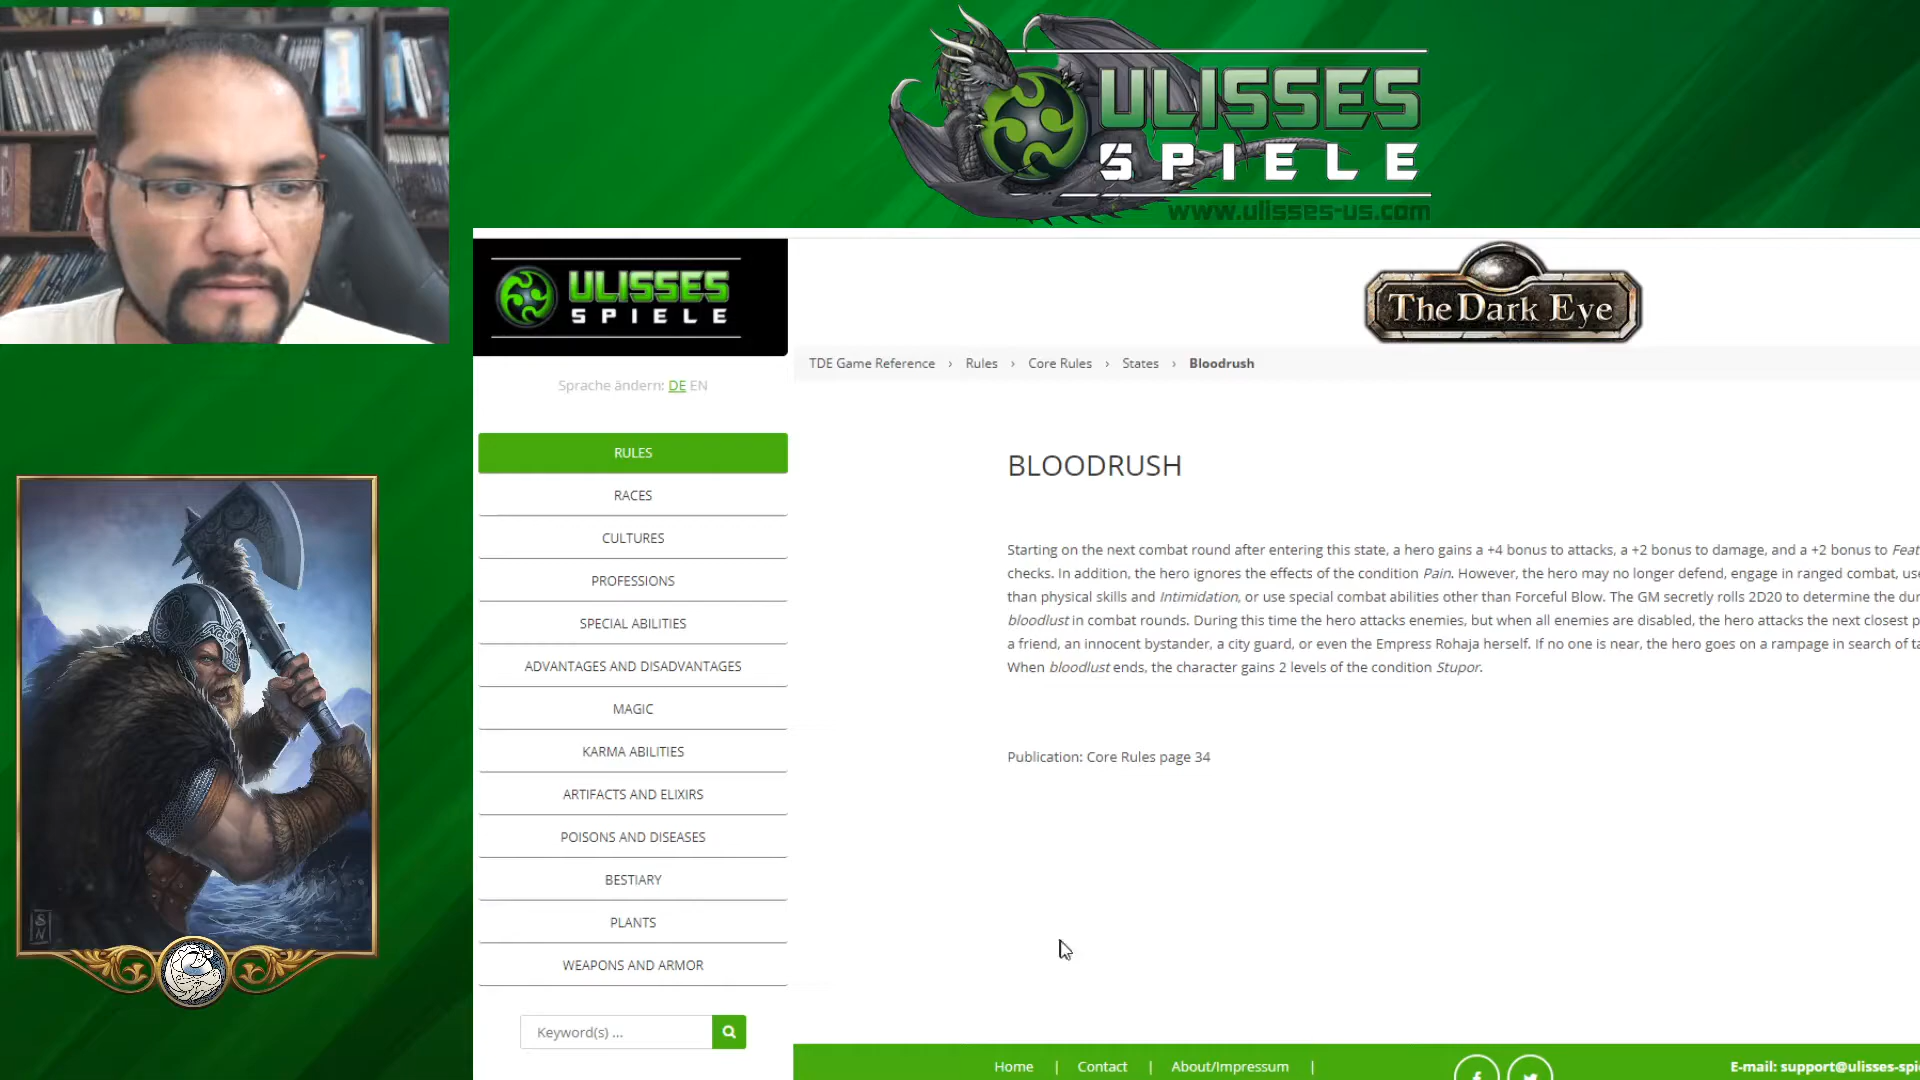 ULISSES
SPIELE
www.ulisses-us.com
ULISSES
SPIELE
The Dark Eye
TDE Game Reference › Rules › Core Rules › States › Bloodrush
Sprache ändern: DE EN
RULES
RACES
CULTURES
PROFESSIONS
SPECIAL ABILITIES
ADVANTAGES AND DISADVANTAGES
MAGIC
KARMA ABILITIES
ARTIFACTS AND ELIXIRS
POISONS AND DISEASES
BESTIARY
PLANTS
WEAPONS AND ARMOR
Keyword(s) ...
BLOODRUSH
Starting on the next combat round after entering this state, a hero gains a +4 bonus to attacks, a +2 bonus to damage, and a +2 bonus to Feat
checks. In addition, the hero ignores the effects of the condition Pain. However, the hero may no longer defend, engage in ranged combat, use
than physical skills and Intimidation, or use special combat abilities other than Forceful Blow. The GM secretly rolls 2D20 to determine the dur
bloodlust in combat rounds. During this time the hero attacks enemies, but when all enemies are disabled, the hero attacks the next closest p
a friend, an innocent bystander, a city guard, or even the Empress Rohaja herself. If no one is near, the hero goes on a rampage in search of ta
When bloodlust ends, the character gains 2 levels of the condition Stupor.
Publication: Core Rules page 34
Home | Contact | About/Impressum |
E-mail: support@ulisses-spi
S
N